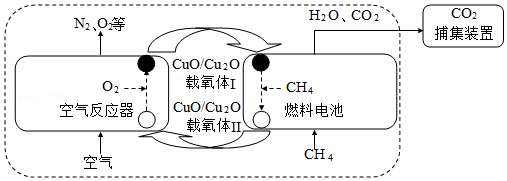 N₂、O₂等
H₂O、CO₂
CO₂
捕集装置
CuO/Cu₂O
载氧体I
O₂
CH₄
空气反应器
CuO/Cu₂O
载氧体II
燃料电池
空气
CH₄